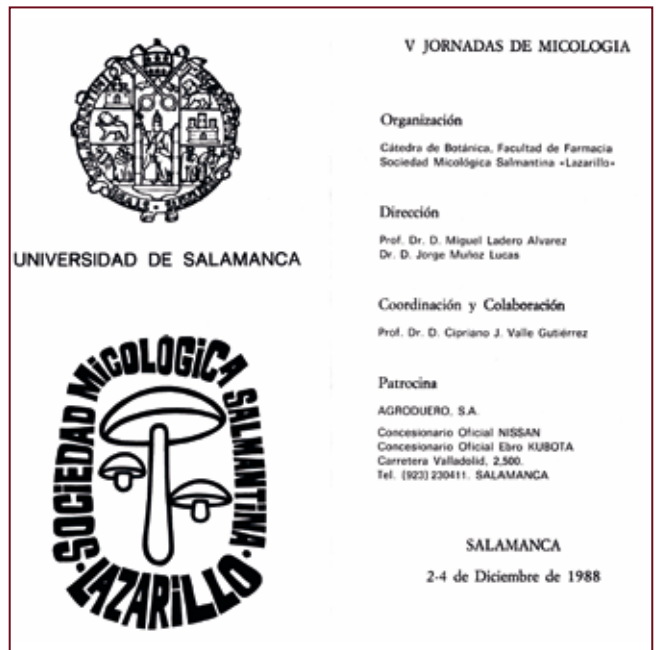 UNIVERSIDAD DE SALAMANCA
SOCIEDAD MICOLÓGICA SALMANTINA
· LAZARILLO ·
V JORNADAS DE MICOLOGIA
Organización
Cátedra de Botánica, Facultad de Farmacia
Sociedad Micológica Salmantina «Lazarillo»
Dirección
Prof. Dr. D. Miguel Ladero Alvarez
Dr. D. Jorge Muñoz Lucas
Coordinación y Colaboración
Prof. Dr. D. Cipriano J. Valle Gutiérrez
Patrocina
AGRODUERO, S.A.
Concesionario Oficial NISSAN
Concesionario Oficial Ebro KUBOTA
Carretera Valladolid, 2,500.
Tel. (923) 230411. SALAMANCA
SALAMANCA
2-4 de Diciembre de 1988